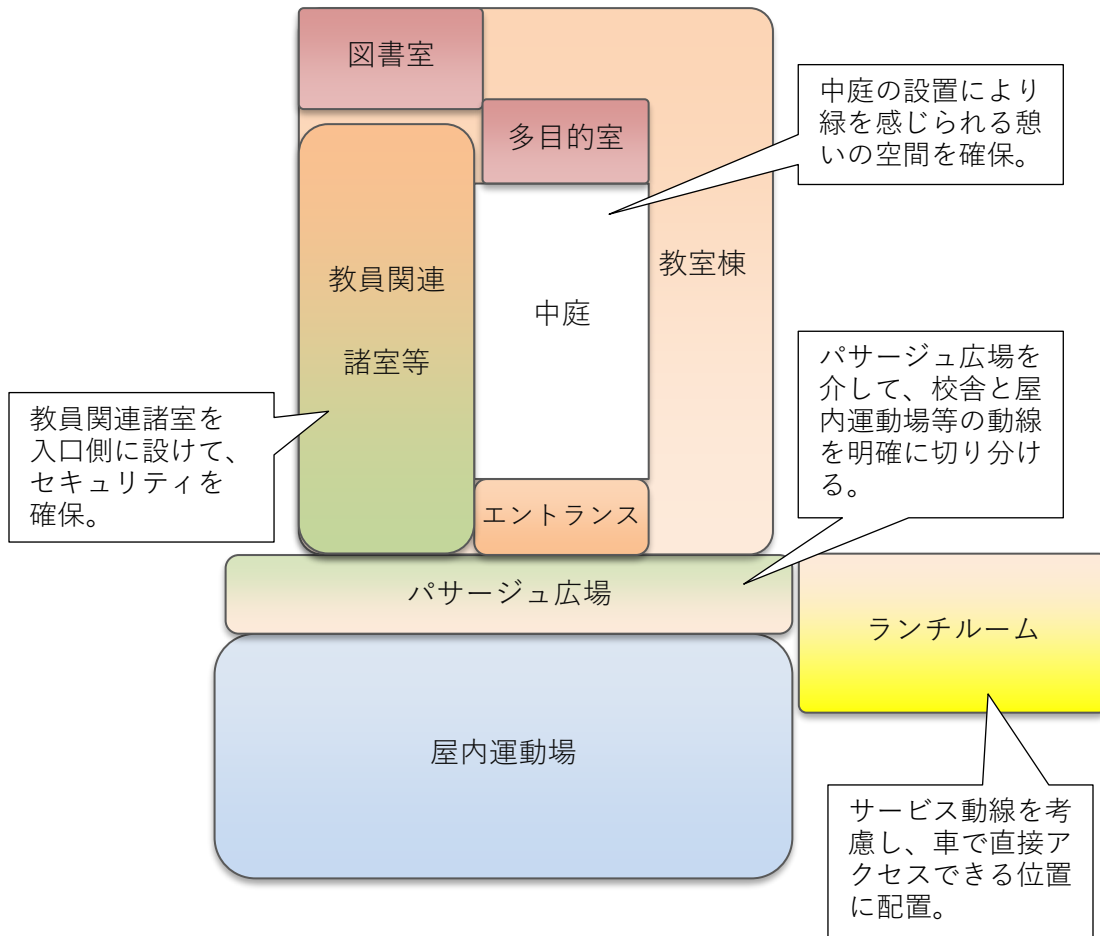 図書室
多目的室
中庭の設置により
緑を感じられる憩
いの空間を確保。
教室棟
教員関連
諸室等
中庭
パサージュ広場を
介して、校舎と屋
内運動場等の動線
を明確に切り分け
る。
教員関連諸室を
入口側に設けて、
セキュリティを
確保。
エントランス
パサージュ広場
ランチルーム
屋内運動場
サービス動線を考
慮し、車で直接ア
クセスできる位置
に配置。